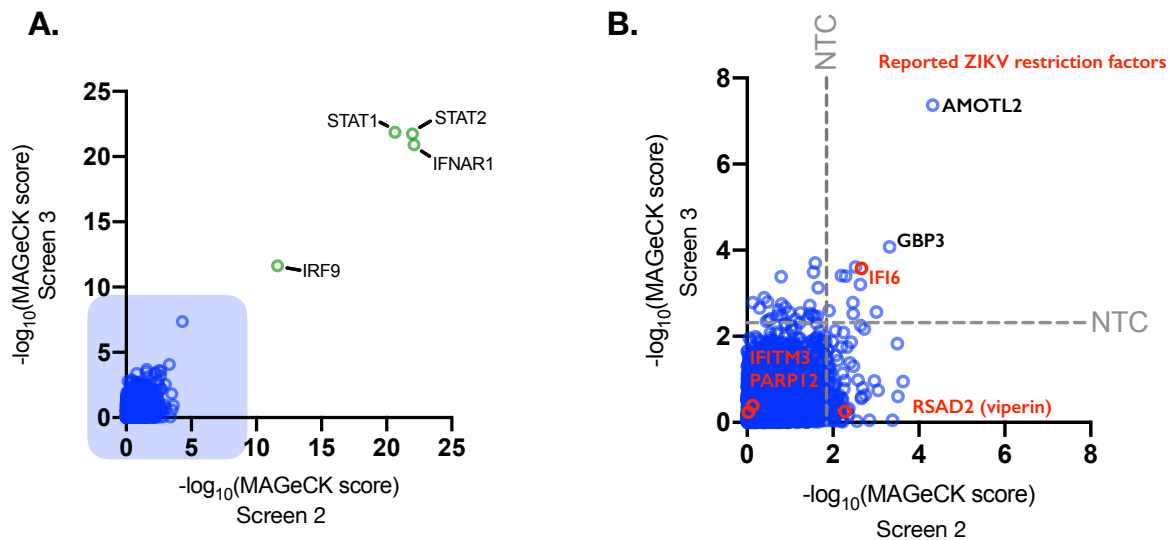 A.
25
20
15
10
5
0
0 5 10 15 20 25
-log10(MAGeCK score)
Screen 3
-log10(MAGeCK score)
Screen 2
STAT1
STAT2
IFNAR1
IRF9
B.
NTC
Reported ZIKV restriction factors
8
6
4
2
0
0 2 4 6 8
-log10(MAGeCK score)
Screen 3
-log10(MAGeCK score)
Screen 2
AMOTL2
GBP3
IFI6
NTC
IFITM3
PARP12
RSAD2 (viperin)